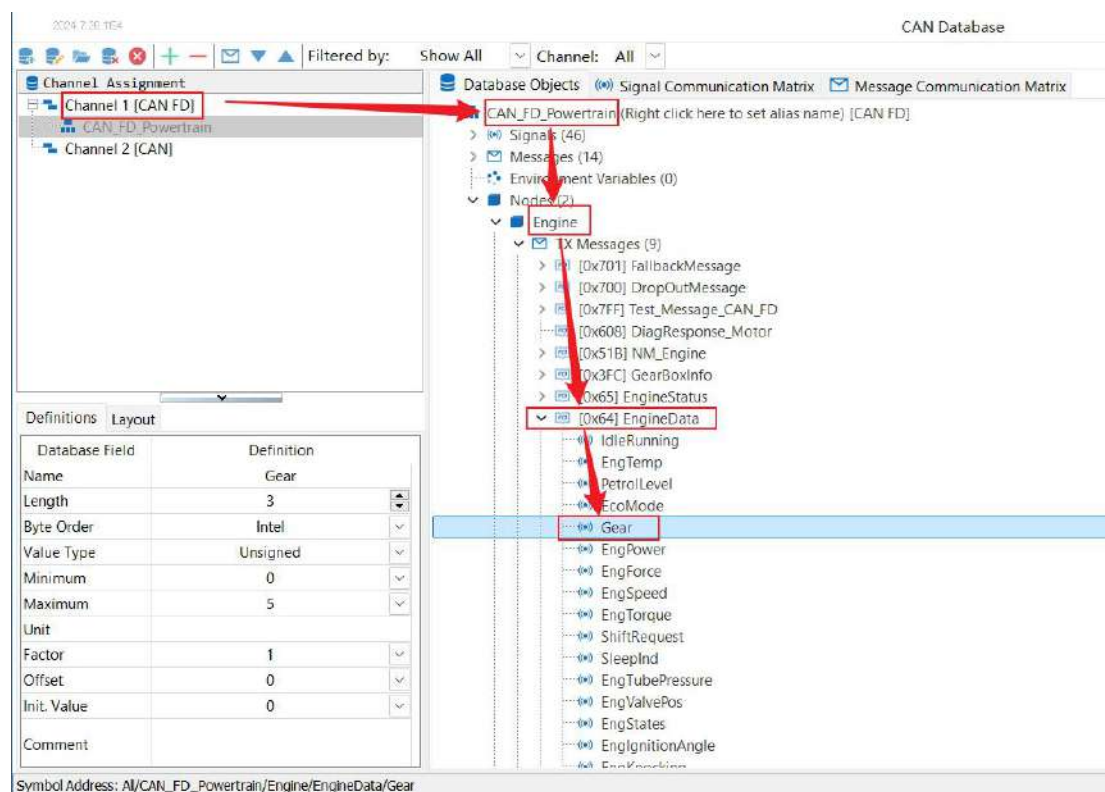 2024.7.26 1154
CAN Database
Filtered by: Show All Channel: All
Channel Assignment
Channel 1 [CAN FD]
CAN_FD_Powertrain
Channel 2 [CAN]
Database Objects Signal Communication Matrix Message Communication Matrix
CAN_FD_Powertrain (Right click here to set alias name) [CAN FD]
Signals (46)
Messages (14)
Environment Variables (0)
Nodes (2)
Engine
TX Messages (9)
[0x701] FallbackMessage
[0x700] DropOutMessage
[0x7FF] Test_Message_CAN_FD
[0x608] DiagResponse_Motor
[0x51B] NM_Engine
[0x3FC] GearBoxInfo
[0x65] EngineStatus
[0x64] EngineData
IdleRunning
EngTemp
PetrolLevel
EcoMode
Gear
EngPower
EngForce
EngSpeed
EngTorque
ShiftRequest
SleepInd
EngTubePressure
EngValvePos
EngStates
EngIgnitionAngle
EngKnocking
Definitions Layout
Database Field Definition
Name Gear
Length 3
Byte Order Intel
Value Type Unsigned
Minimum 0
Maximum 5
Unit
Factor 1
Offset 0
Init. Value 0
Comment
Symbol Address: Al/CAN_FD_Powertrain/Engine/EngineData/Gear